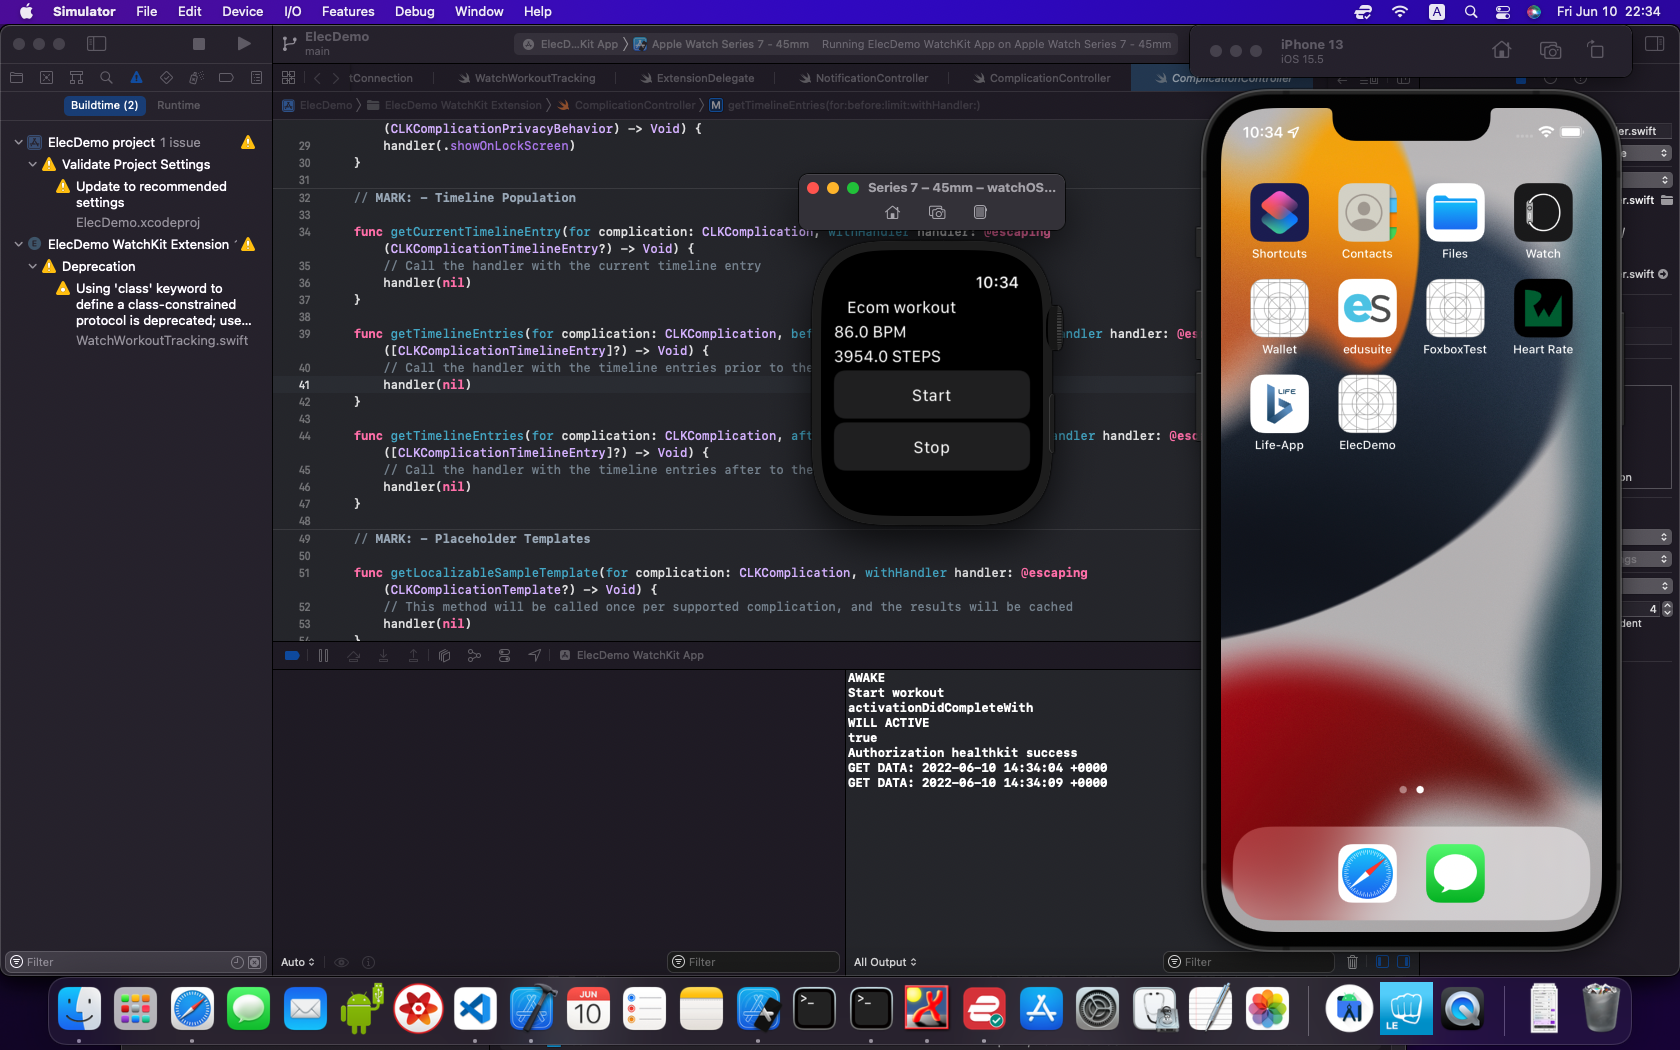 Simulator File Edit Device I/O Features Debug Window Help
A
Fri Jun 10 22:34
ElecDemo
main
ElecD...Kit App
Apple Watch Series 7 - 45mm
Running ElecDemo WatchKit App on Apple Watch Series 7 - 45mm
tConnection
WatchWorkoutTracking
ExtensionDelegate
NotificationController
ComplicationController
ComplicationController
Buildtime (2)
Runtime
ElecDemo
ElecDemo WatchKit Extension
ComplicationController
M getTimelineEntries(for:before:limit:withHandler:)
ElecDemo project 1 issue
Validate Project Settings
Update to recommended
settings
ElecDemo.xcodeproj
ElecDemo WatchKit Extension
Deprecation
Using 'class' keyword to
define a class-constrained
protocol is deprecated; use...
WatchWorkoutTracking.swift
Filter
(CLKComplicationPrivacyBehavior) -> Void) {
29 handler(.showOnLockScreen)
30 }
31
32 // MARK: - Timeline Population
33
34 func getCurrentTimelineEntry(for complication: CLKComplication, withHandler handler: @escaping
(CLKComplicationTimelineEntry?) -> Void) {
35 // Call the handler with the current timeline entry
36 handler(nil)
37 }
38
39 func getTimelineEntries(for complication: CLKComplication, bef
andler handler: @es
([CLKComplicationTimelineEntry]?) -> Void) {
40 // Call the handler with the timeline entries prior to the
41 handler(nil)
42 }
43
44 func getTimelineEntries(for complication: CLKComplication, aft
andler handler: @esc
([CLKComplicationTimelineEntry]?) -> Void) {
45 // Call the handler with the timeline entries after to the
46 handler(nil)
47 }
48
49 // MARK: - Placeholder Templates
50
51 func getLocalizableSampleTemplate(for complication: CLKComplication, withHandler handler: @escaping
(CLKComplicationTemplate?) -> Void) {
52 // This method will be called once per supported complication, and the results will be cached
53 handler(nil)
54 }
Series 7 – 45mm – watchOS...
10:34
Ecom workout
86.0 BPM
3954.0 STEPS
Start
Stop
ElecDemo WatchKit App
AWAKE
Start workout
activationDidCompleteWith
WILL ACTIVE
true
Authorization healthkit success
GET DATA: 2022-06-10 14:34:04 +0000
GET DATA: 2022-06-10 14:34:09 +0000
Auto
Filter
All Output
Filter
iPhone 13
iOS 15.5
10:34
Shortcuts
Contacts
Files
Watch
es
Wallet
edusuite
FoxboxTest
Heart Rate
LIFE
Life-App
ElecDemo
er.swift
e
r.swift
/
.swift
on
gs
4
dent
JUN
10
>_
>_
LE